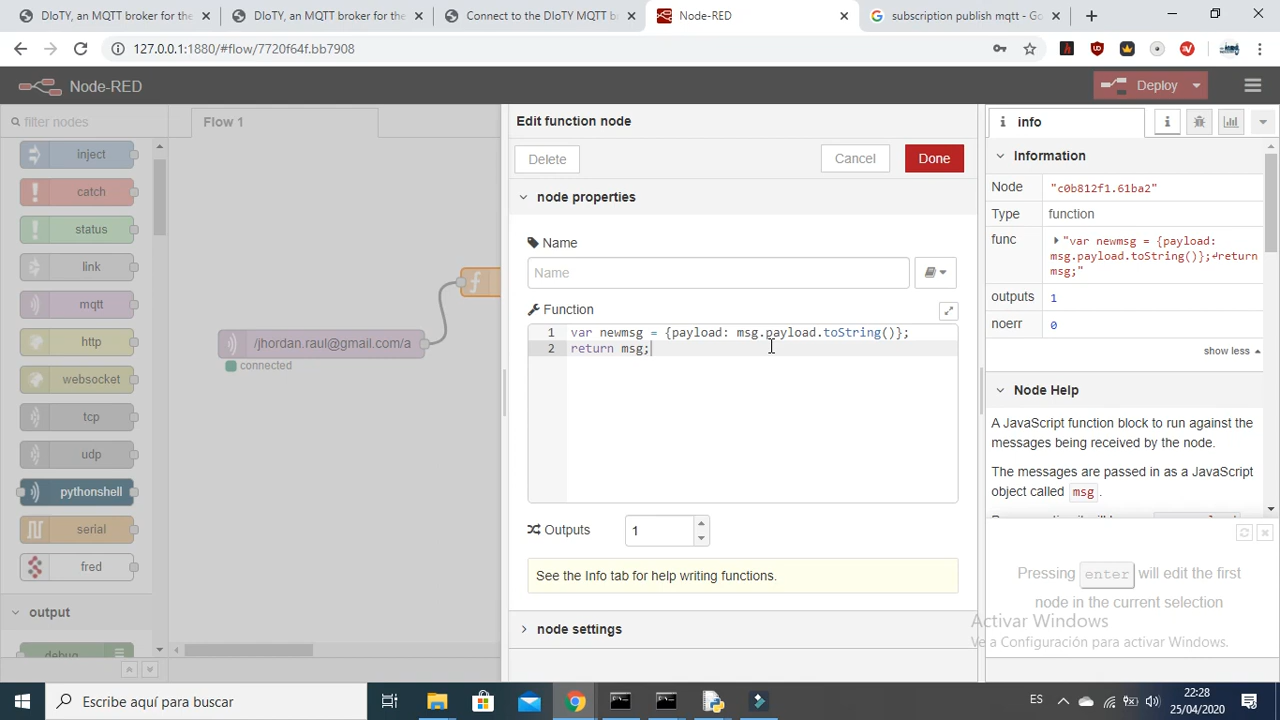 DIoTY, an MQTT broker for the
DIoTY, an MQTT broker for the
Connect to the DIoTY MQTT b
Node-RED
subscription publish mqtt - Go
127.0.0.1:1880/#flow/7720f64f.bb7908
Node-RED
Deploy
filter nodes
Flow 1
Edit function node
i info
i
inject
catch
status
link
mqtt
http
websocket
tcp
udp
pythonshell
serial
fred
output
debug
/jhordan.raul@gmail.com/a
connected
f
Delete
Cancel
Done
node properties
Name
Name
Function
1 var newmsg = {payload: msg.payload.toString()};
2 return msg;
Outputs
1
See the Info tab for help writing functions.
node settings
Information
Node "c0b812f1.61ba2"
Type function
func "var newmsg = {payload:
msg.payload.toString()};↵return
msg;"
outputs 1
noerr 0
show less
Node Help
A JavaScript function block to run against the
messages being received by the node.
The messages are passed in as a JavaScript
object called msg .
Pressing enter will edit the first
node in the current selection
Activar Windows
Ve a Configuración para activar Windows.
Escribe aquí para buscar
ES
22:28
25/04/2020